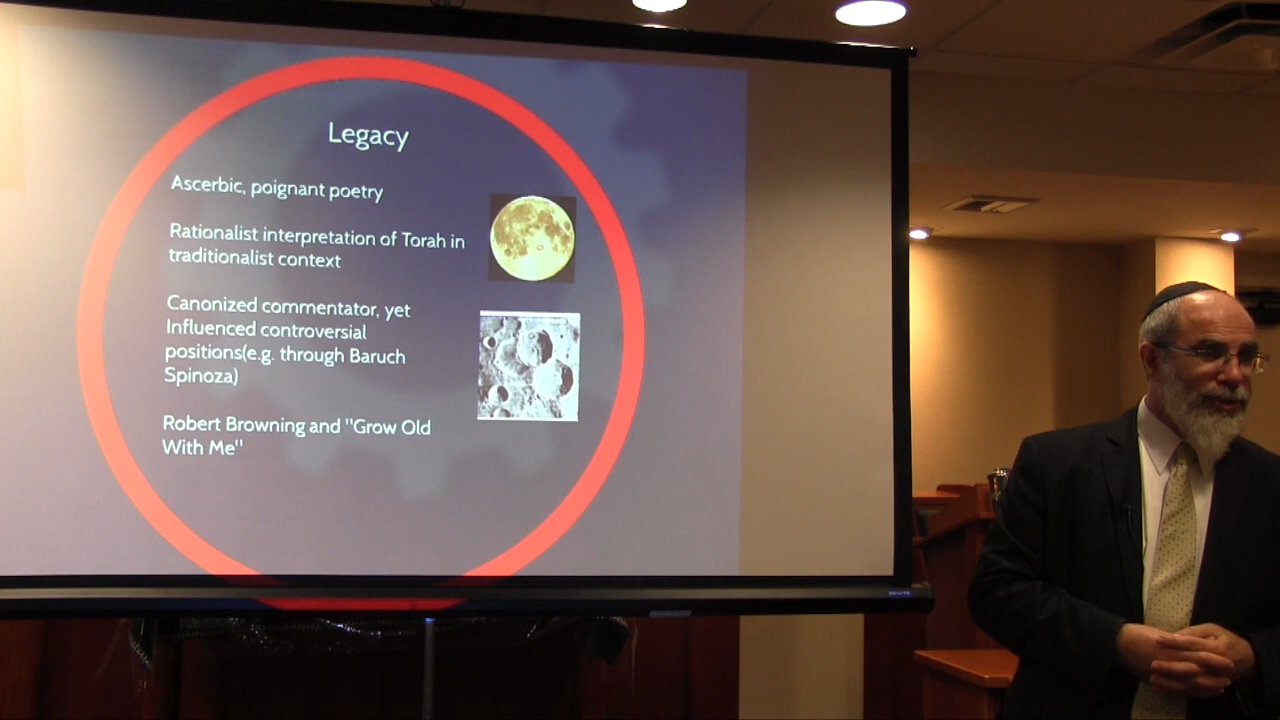 Legacy
Ascerbic, poignant poetry
Rationalist interpretation of Torah in
traditionalist context
Canonized commentator, yet
Influenced controversial
positions(e.g. through Baruch
Spinoza)
Robert Browning and "Grow Old
With Me"